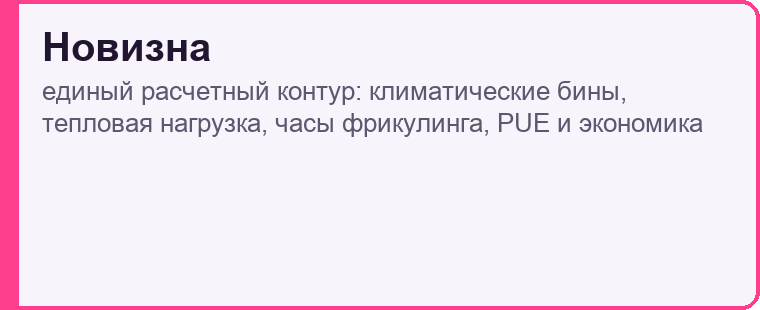 Новизна
единый расчетный контур: климатические бины,
тепловая нагрузка, часы фрикулинга, PUE и экономика